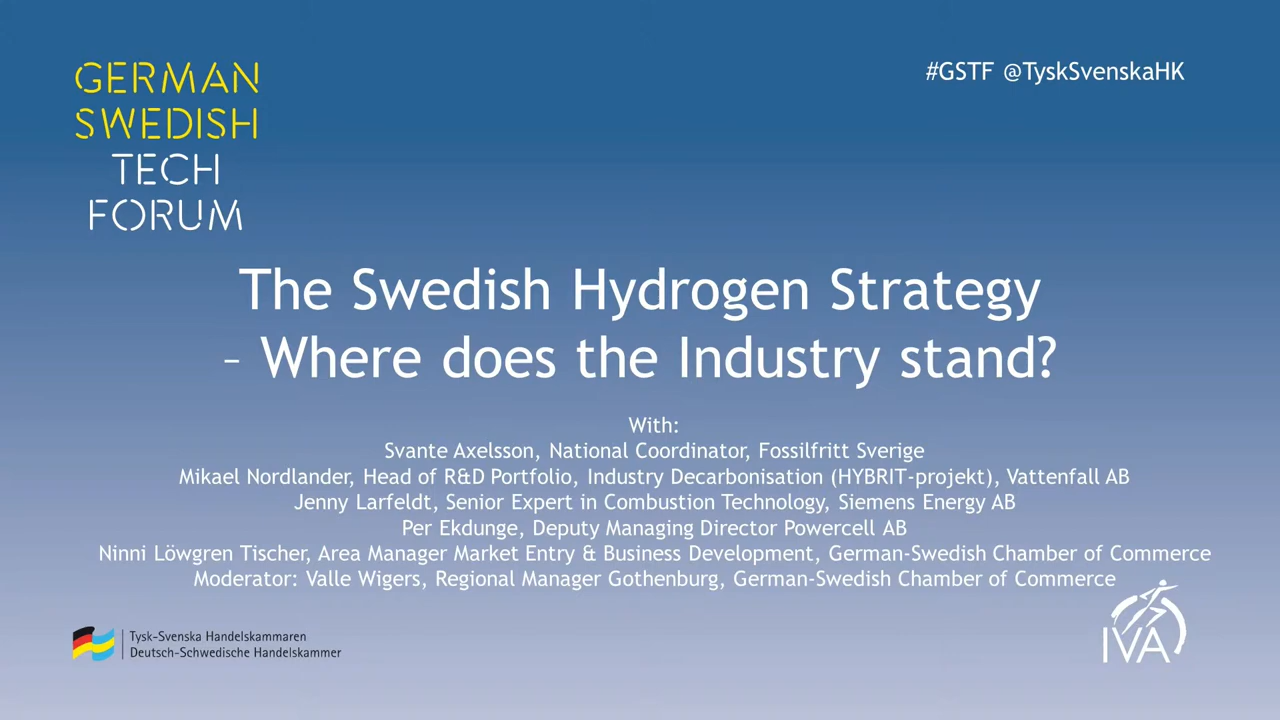 GERMAN
SWEDISH
TECH
FORUM
#GSTF @TyskSvenskaHK
The Swedish Hydrogen Strategy
– Where does the Industry stand?
With:
Svante Axelsson, National Coordinator, Fossilfritt Sverige
Mikael Nordlander, Head of R&D Portfolio, Industry Decarbonisation (HYBRIT-projekt), Vattenfall AB
Jenny Larfeldt, Senior Expert in Combustion Technology, Siemens Energy AB
Per Ekdunge, Deputy Managing Director Powercell AB
Ninni Löwgren Tischer, Area Manager Market Entry & Business Development, German-Swedish Chamber of Commerce
Moderator: Valle Wigers, Regional Manager Gothenburg, German-Swedish Chamber of Commerce
Tysk-Svenska Handelskammaren
Deutsch-Schwedische Handelskammer
IVA